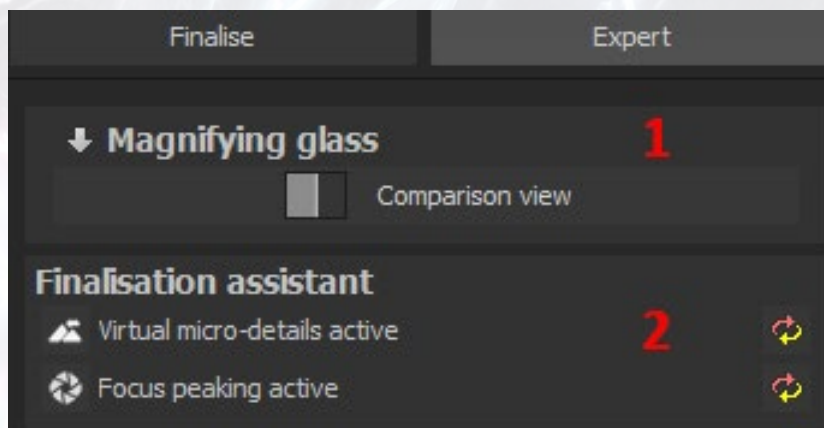 Finalise Expert
Magnifying glass 1
Comparison view
Finalisation assistant
Virtual micro-details active 2
Focus peaking active